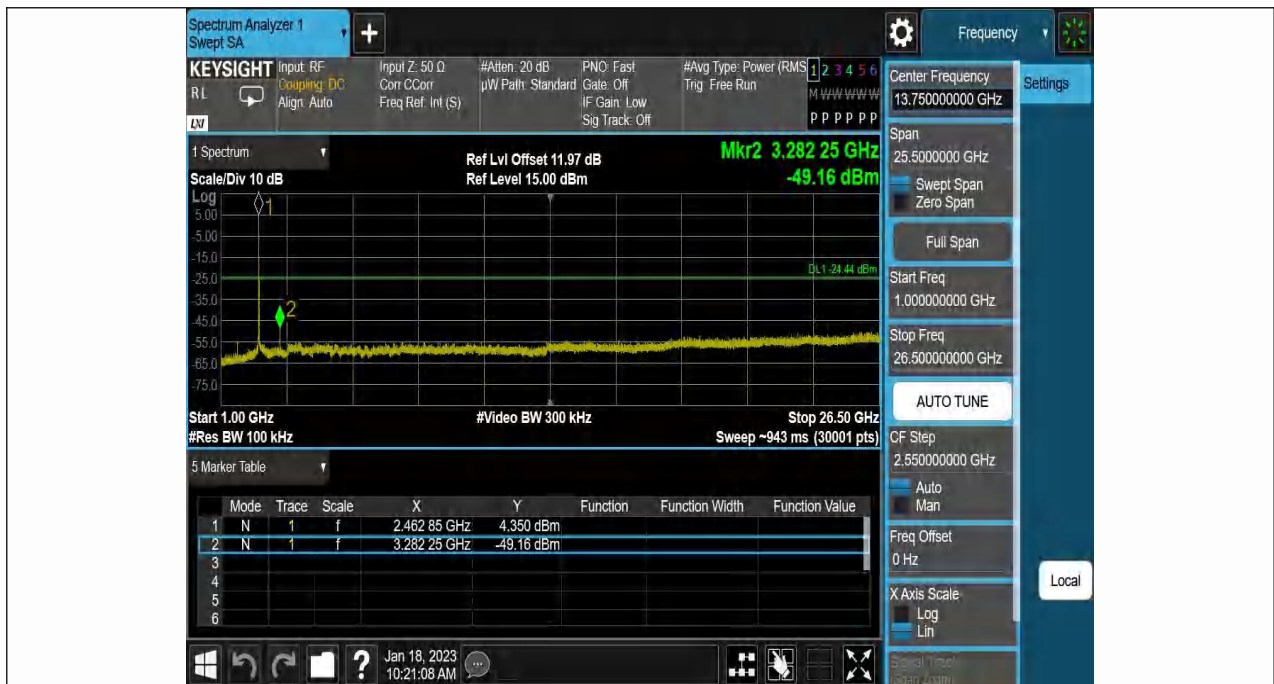 Spectrum Analyzer 1
Swept SA
+
Frequency
KEYSIGHT
RL
LXI
Input: RF
Coupling: DC
Align: Auto
Input Z: 50 Ω
Corr CCorr
Freq Ref: Int (S)
#Atten: 20 dB
µW Path: Standard
PNO: Fast
Gate: Off
IF Gain: Low
Sig Track: Off
#Avg Type: Power (RMS
Trig: Free Run
1 2 3 4 5 6
M W W W W W
P P P P P P
Center Frequency
13.750000000 GHz
Settings
Span
25.5000000 GHz
Swept Span
Zero Span
Full Span
Start Freq
1.000000000 GHz
Stop Freq
26.500000000 GHz
AUTO TUNE
CF Step
2.550000000 GHz
Auto
Man
Freq Offset
0 Hz
X Axis Scale
Log
Lin
Signal Track
(Span Zoom)
Local
1 Spectrum
Scale/Div 10 dB
Ref Lvl Offset 11.97 dB
Ref Level 15.00 dBm
Mkr2 3.282 25 GHz
-49.16 dBm
Log
5.00
-5.00
-15.0
-25.0
-35.0
-45.0
-55.0
-65.0
-75.0
1
2
DL1 -24.44 dBm
Start 1.00 GHz
#Video BW 300 kHz
Stop 26.50 GHz
#Res BW 100 kHz
Sweep ~943 ms (30001 pts)
5 Marker Table
Mode Trace Scale X Y Function Function Width Function Value
1 N 1 f 2.462 85 GHz 4.350 dBm
2 N 1 f 3.282 25 GHz -49.16 dBm
3
4
5
6
?
Jan 18, 2023
10:21:08 AM